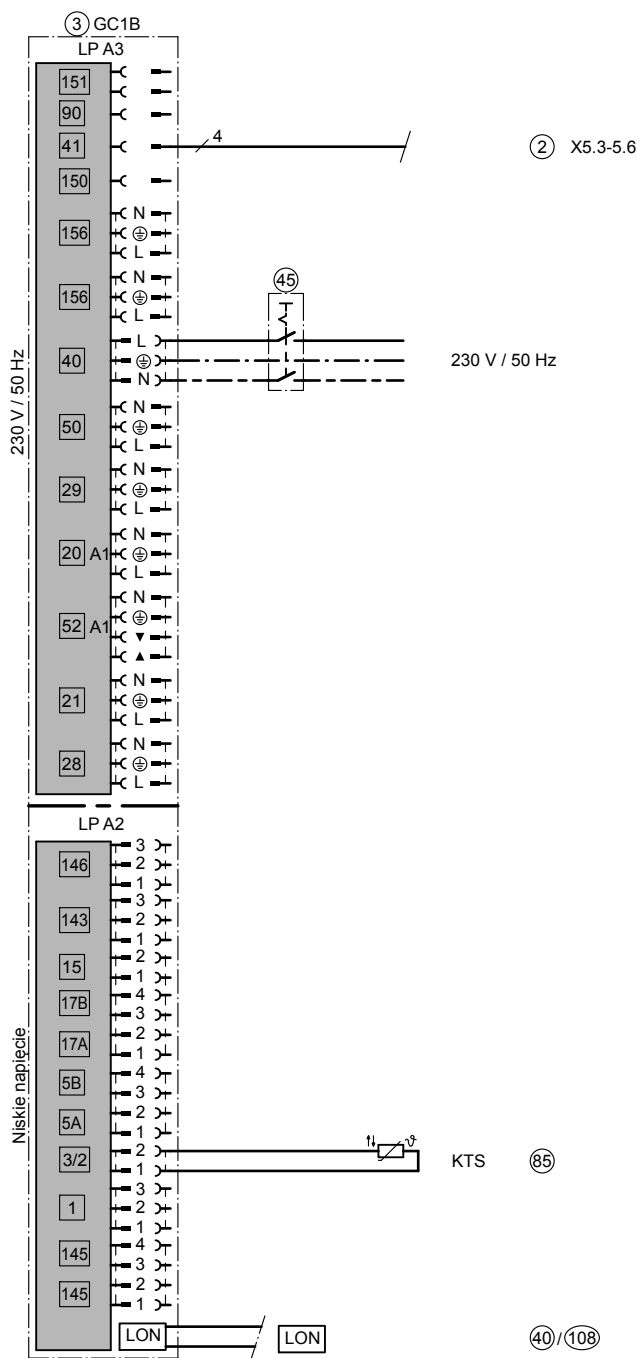 3 GC1B
LP A3
230 V / 50 Hz
151
90
41 4 2 X5.3-5.6
150
N
156
L
N
156
L
45
L
40 230 V / 50 Hz
N
N
50
L
N
29
L
N
20 A1
L
N
52 A1
▼
▲
N
21
L
N
28
L
LP A2
Niskie napięcie
3
146 2
1
3
143 2
1
2
15
1
4
17B
3
2
17A
1
4
5B
3
2
5A
1
2
3/2 ϑ KTS 85
1
3
1 2
1
4
145
3
2
145
1
LON LON 40/108